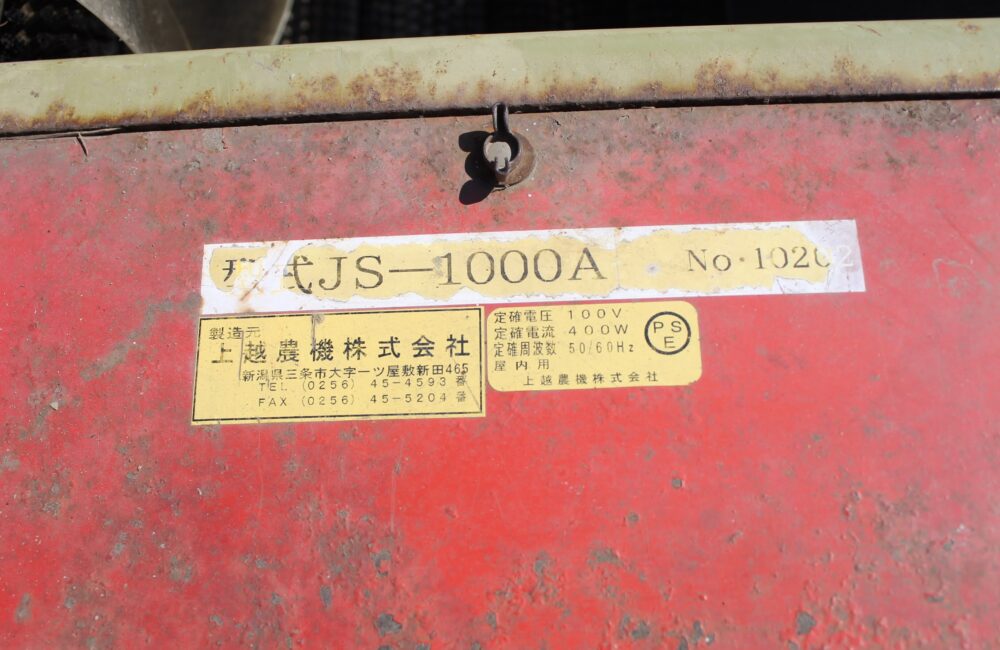 型式JS—1000A No·10202
製造元
上越農機株式会社
新潟県三条市大字一ツ屋敷新田465
TEL (0256) 45-4593 番
FAX (0256) 45-5204 番
定確電圧 100V
定確電流 400W
定確周波数 50/60Hz
屋内用
上越農機株式会社
PS
E